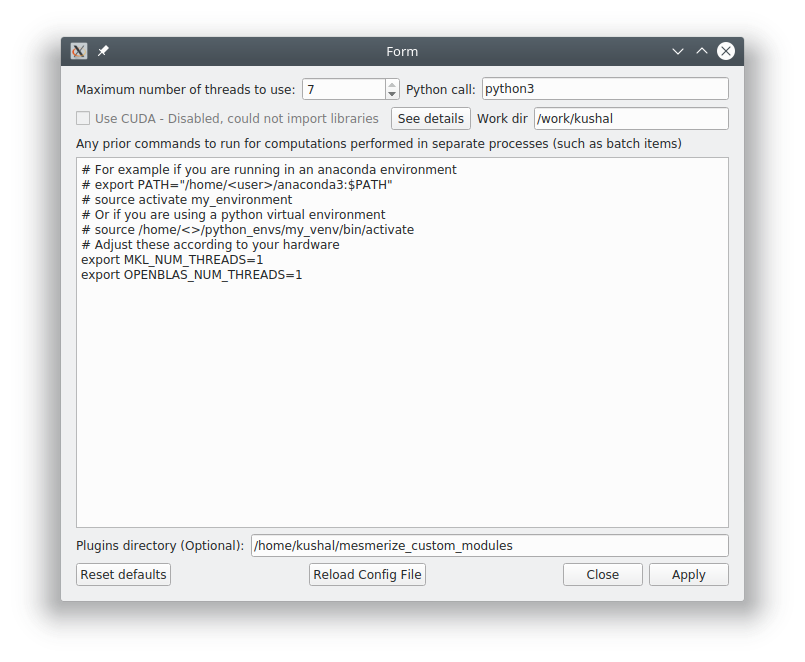 Form
Maximum number of threads to use: 7 Python call: python3
Use CUDA - Disabled, could not import libraries See details Work dir /work/kushal
Any prior commands to run for computations performed in separate processes (such as batch items)
# For example if you are running in an anaconda environment
# export PATH="/home/<user>/anaconda3:$PATH"
# source activate my_environment
# Or if you are using a python virtual environment
# source /home/<>/python_envs/my_venv/bin/activate
# Adjust these according to your hardware
export MKL_NUM_THREADS=1
export OPENBLAS_NUM_THREADS=1
Plugins directory (Optional): /home/kushal/mesmerize_custom_modules
Reset defaults Reload Config File Close Apply